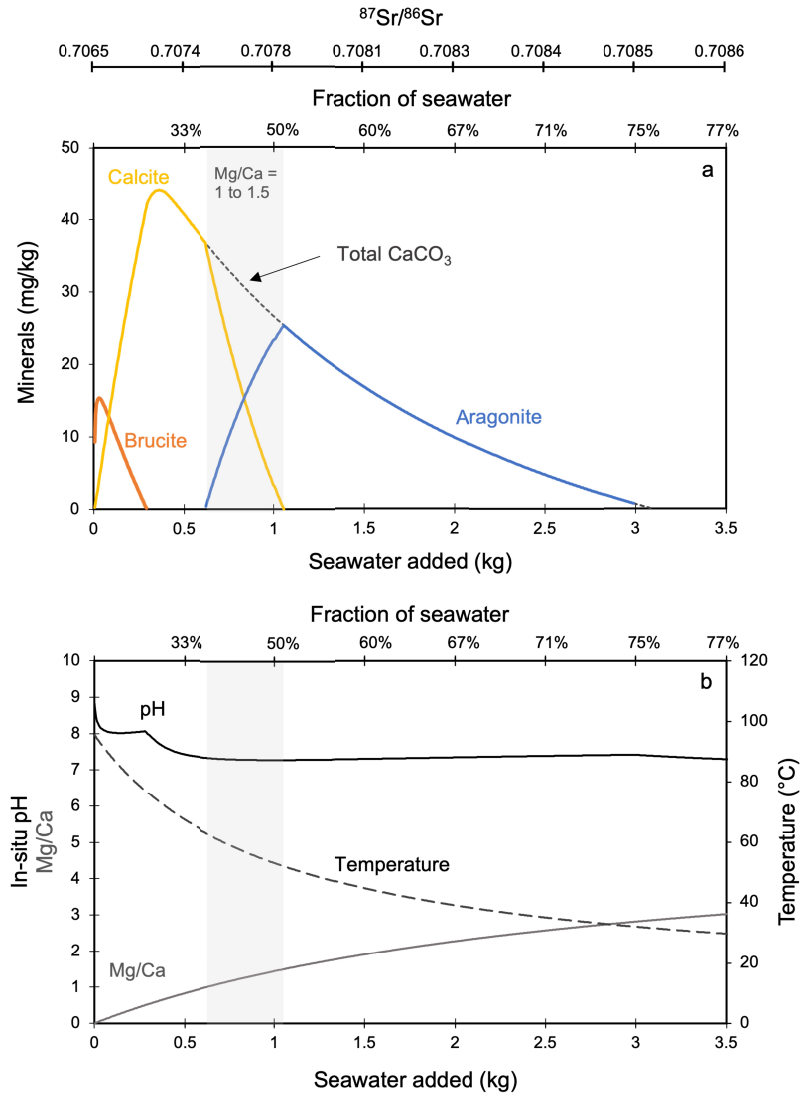 ⁸⁷Sr/⁸⁶Sr
0.7065 0.7074 0.7078 0.7081 0.7083 0.7084 0.7085 0.7086
Fraction of seawater
33% 50% 60% 67% 71% 75% 77%
50
40
30
20
10
0
Minerals (mg/kg)
Calcite
Mg/Ca =
1 to 1.5
a
Total CaCO₃
Brucite
Aragonite
0 0.5 1 1.5 2 2.5 3 3.5
Seawater added (kg)
Fraction of seawater
33% 50% 60% 67% 71% 75% 77%
10
9
8
7
6
5
4
3
2
1
0
In-situ pH
Mg/Ca
b
pH
Temperature
Mg/Ca
120
100
80
60
40
20
0
Temperature (°C)
0 0.5 1 1.5 2 2.5 3 3.5
Seawater added (kg)